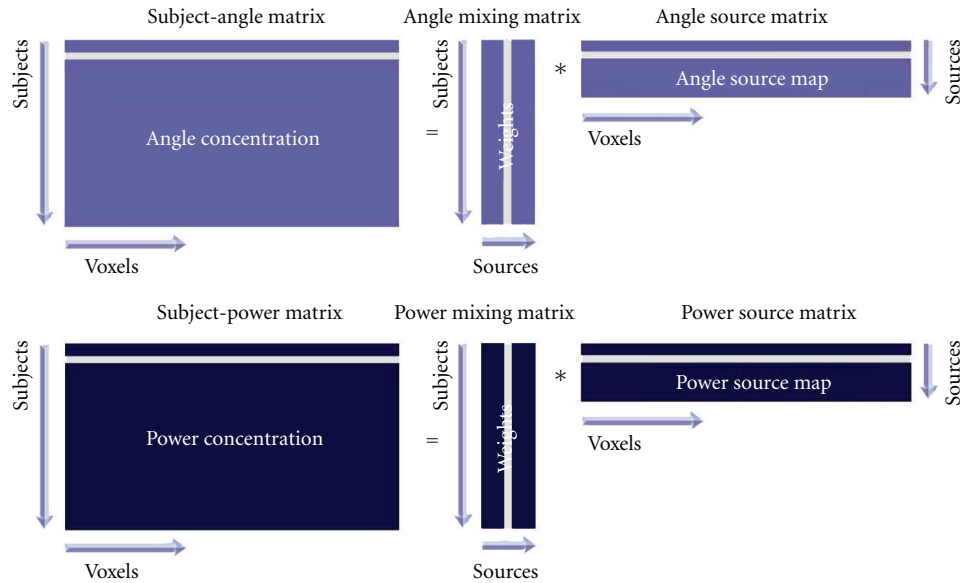 Subject-angle matrix
Angle mixing matrix
Angle source matrix
Subjects
Angle concentration
=
Subjects
Weights
*
Angle source map
Sources
Voxels
Voxels
Sources
Subject-power matrix
Power mixing matrix
Power source matrix
Subjects
Power concentration
=
Subjects
Weights
*
Power source map
Sources
Voxels
Voxels
Sources